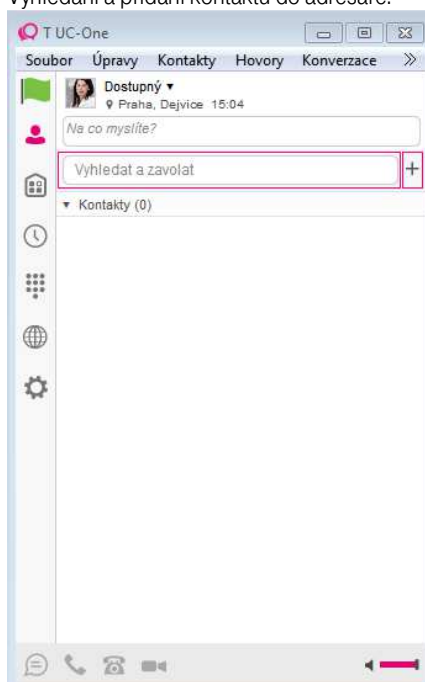 Vyhledání a přidání kontaktu do adresáře.
T UC-One
Soubor Úpravy Kontakty Hovory Konverzace »
Dostupný ▾
Praha, Dejvice 15:04
Na co myslíte?
Vyhledat a zavolat +
▾ Kontakty (0)